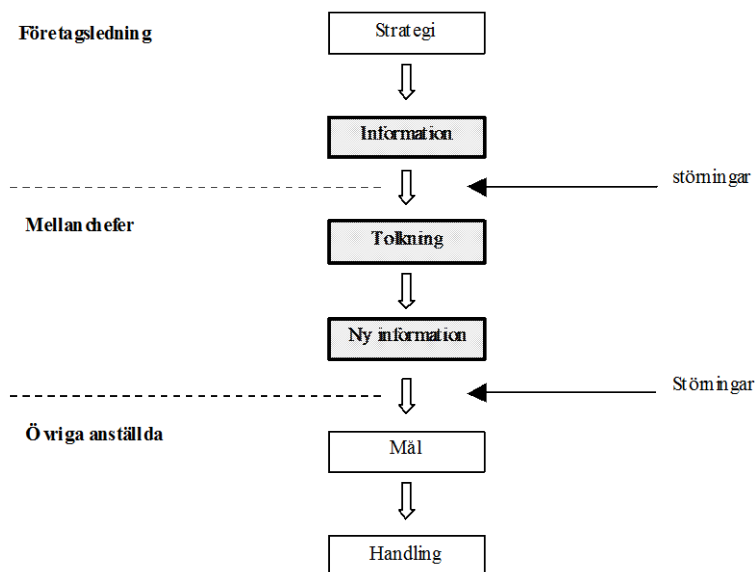 Företagsledning
Strategi
Information
störningar
Mellanchefer
Tolkning
Ny information
Störningar
Övriga anställda
Mål
Handling